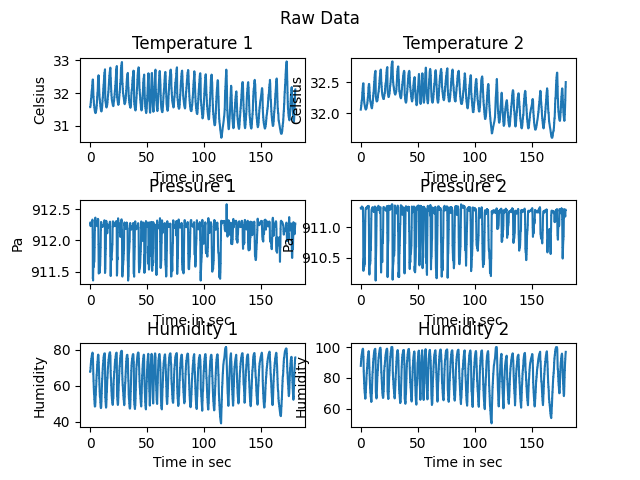 Raw Data
Temperature 1
Temperature 2
33
32
31
Celsius
0
50
100
150
Time in sec
32.5
32.0
Celsius
0
50
100
150
Time in sec
Pressure 1
Pressure 2
912.5
912.0
911.5
Pa
0
50
100
150
Time in sec
911.0
910.5
Pa
0
50
100
150
Time in sec
Humidity 1
Humidity 2
80
60
40
Humidity
0
50
100
150
Time in sec
100
80
60
Humidity
0
50
100
150
Time in sec